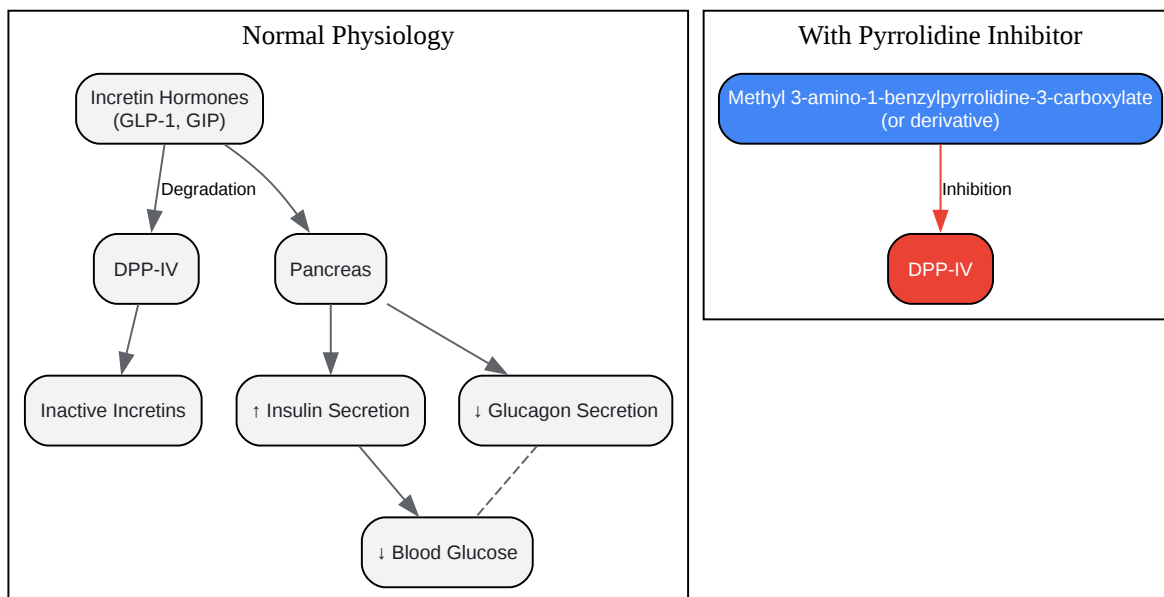 Normal Physiology
Incretin Hormones
(GLP-1, GIP)
Degradation
DPP-IV
Pancreas
Inactive Incretins
↑ Insulin Secretion
↓ Glucagon Secretion
↓ Blood Glucose
With Pyrrolidine Inhibitor
Methyl 3-amino-1-benzylpyrrolidine-3-carboxylate
(or derivative)
Inhibition
DPP-IV